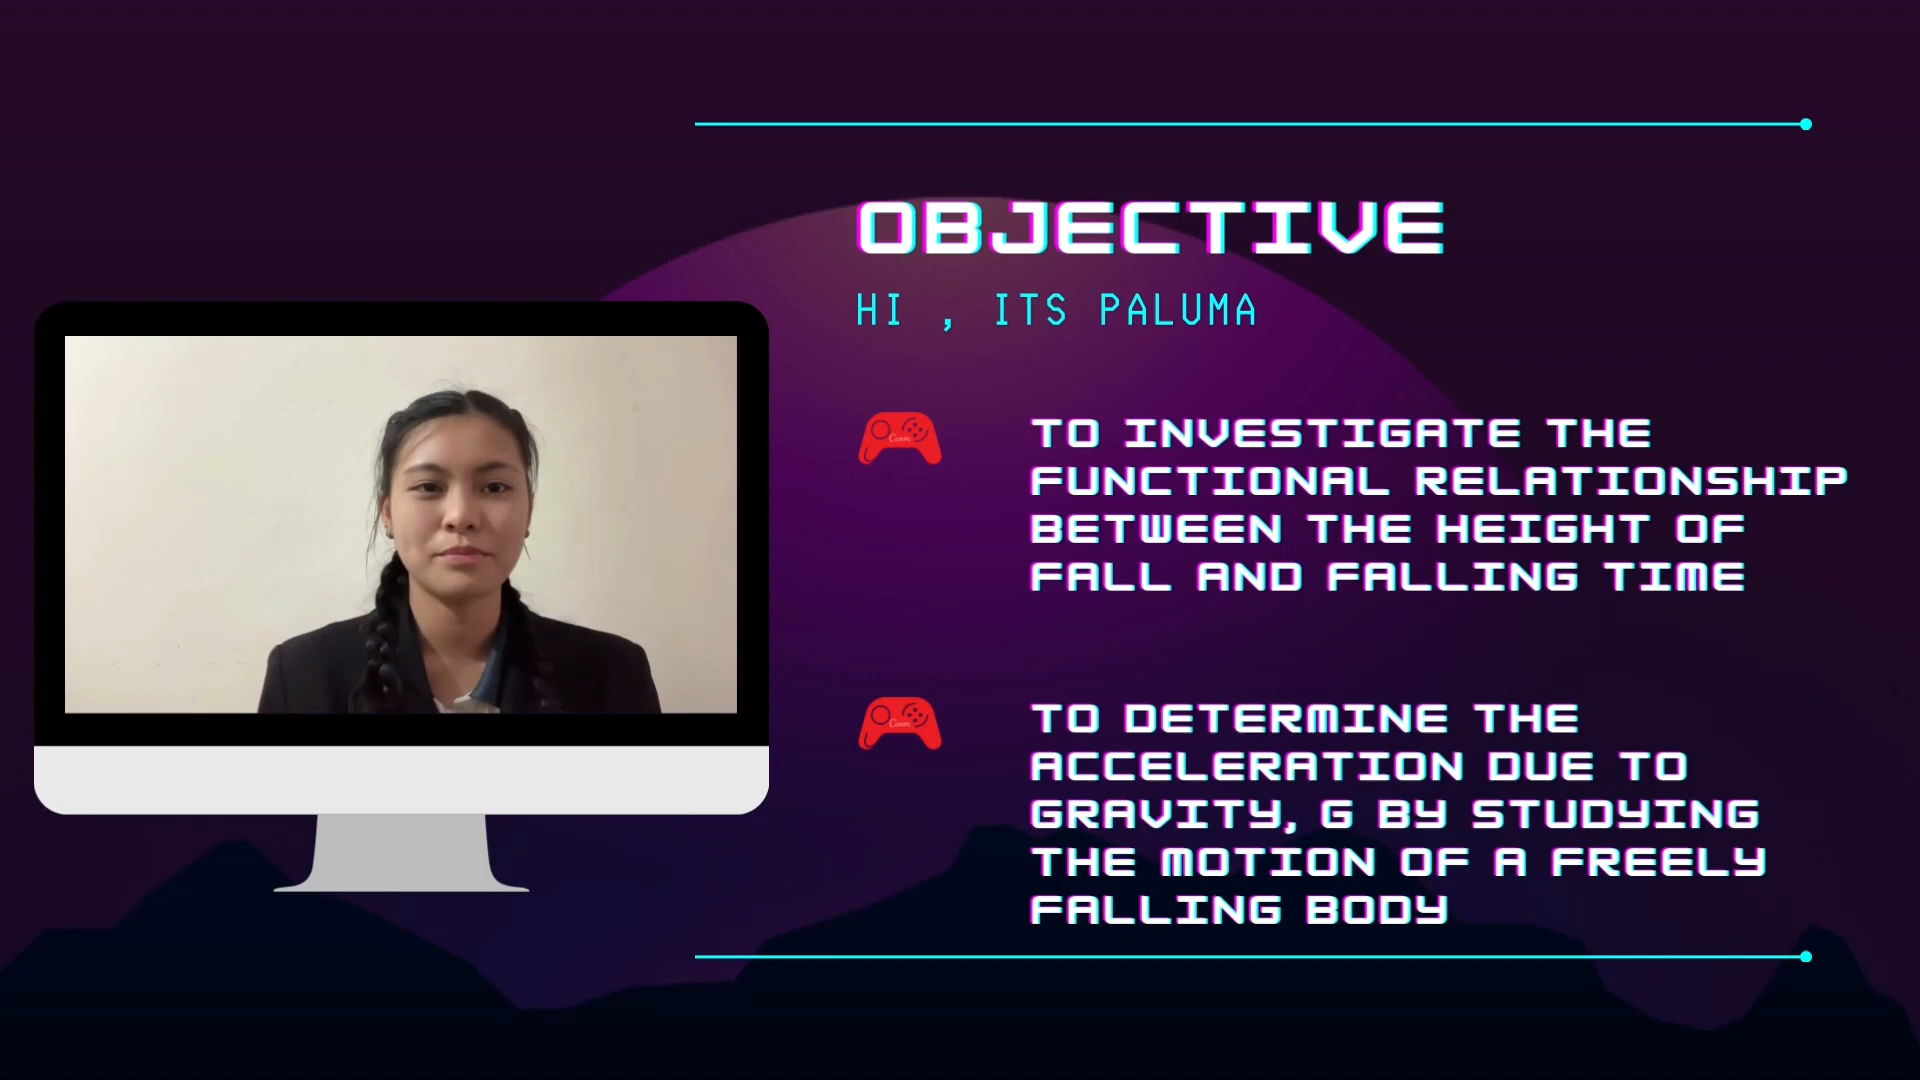 OBJECTIVE
HI , ITS PALUMA
TO INVESTIGATE THE
FUNCTIONAL RELATIONSHIP
BETWEEN THE HEIGHT OF
FALL AND FALLING TIME
TO DETERMINE THE
ACCELERATION DUE TO
GRAVITY, G BY STUDYING
THE MOTION OF A FREELY
FALLING BODY